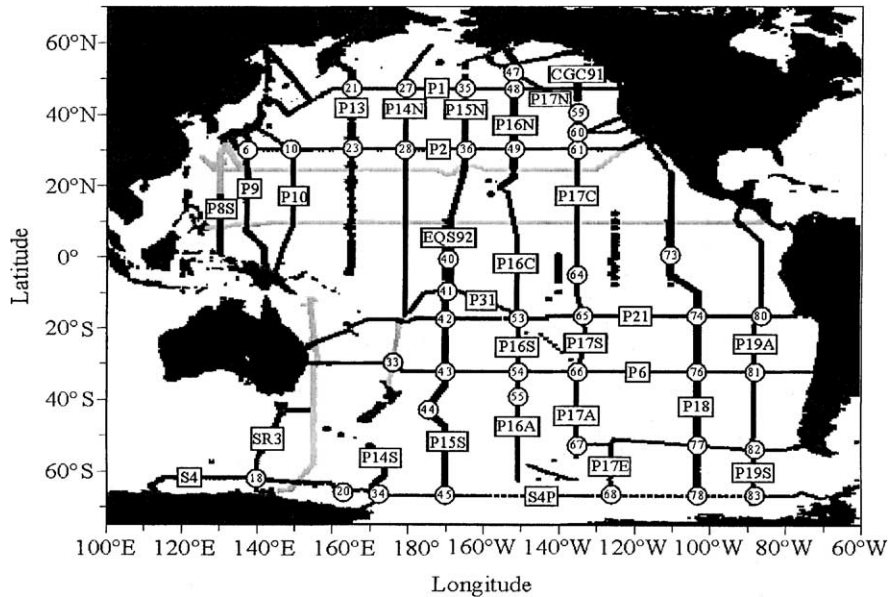 60°N
47
CGC91
21
27
P1
35
48
P17N
40°N
P13
P14N
P15N
59
P16N
60
6
10
23
28
P2
36
49
61
20°N
P9
P10
P17C
P8S
EQS92
0°
40
P16C
73
64
41
P31
20°S
42
53
65
P21
74
80
P16S
P17S
P19A
33
43
54
66
P6
76
81
40°S
55
44
P18
SR3
P15S
P16A
P17A
P14S
67
77
82
60°S
S4
18
P17E
P19S
20
34
45
S4P
68
78
83
100°E 120°E 140°E 160°E 180° 160°W 140°W 120°W 100°W 80°W 60°W
Latitude
Longitude